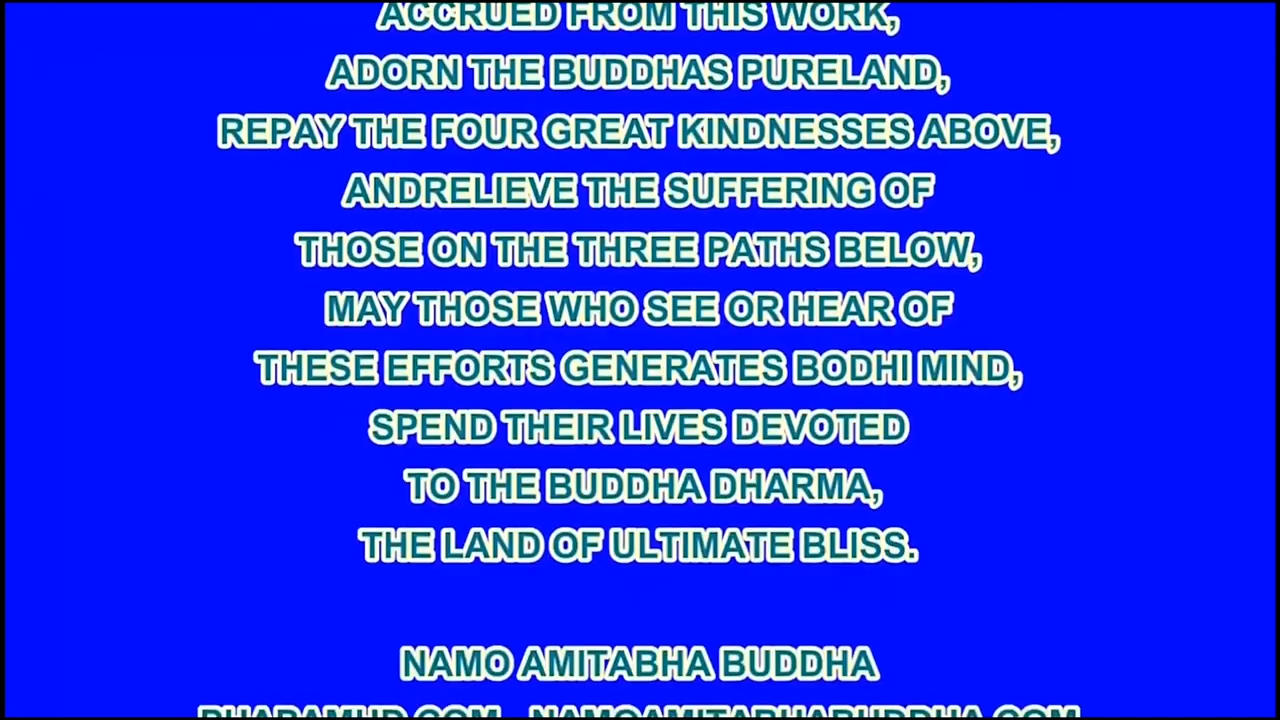 ACCRUED FROM THIS WORK,
ADORN THE BUDDHAS PURELAND,
REPAY THE FOUR GREAT KINDNESSES ABOVE,
ANDRELIEVE THE SUFFERING OF
THOSE ON THE THREE PATHS BELOW,
MAY THOSE WHO SEE OR HEAR OF
THESE EFFORTS GENERATES BODHI MIND,
SPEND THEIR LIVES DEVOTED
TO THE BUDDHA DHARMA,
THE LAND OF ULTIMATE BLISS.
NAMO AMITABHA BUDDHA